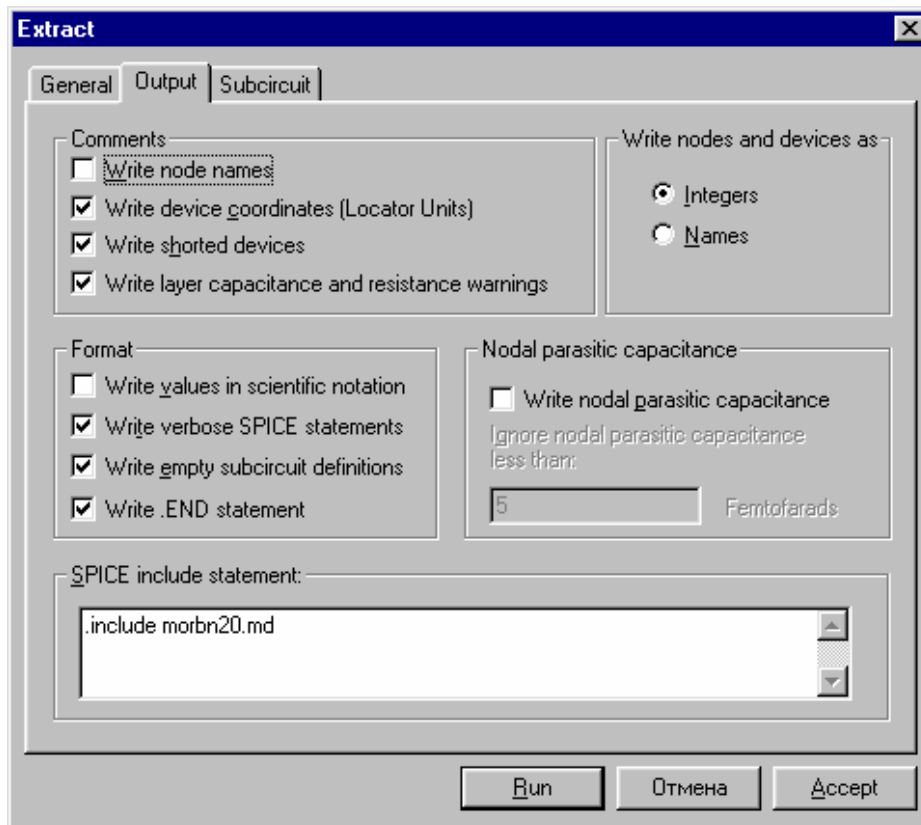 Extract
General
Output
Subcircuit
Comments
Write node names
Write device coordinates (Locator Units)
Write shorted devices
Write layer capacitance and resistance warnings
Write nodes and devices as
Integers
Names
Format
Write values in scientific notation
Write verbose SPICE statements
Write empty subcircuit definitions
Write .END statement
Nodal parasitic capacitance
Write nodal parasitic capacitance
Ignore nodal parasitic capacitance
less than:
5
Femtofarads
SPICE include statement:
.include morbn20.md
Run
Отмена
Accept